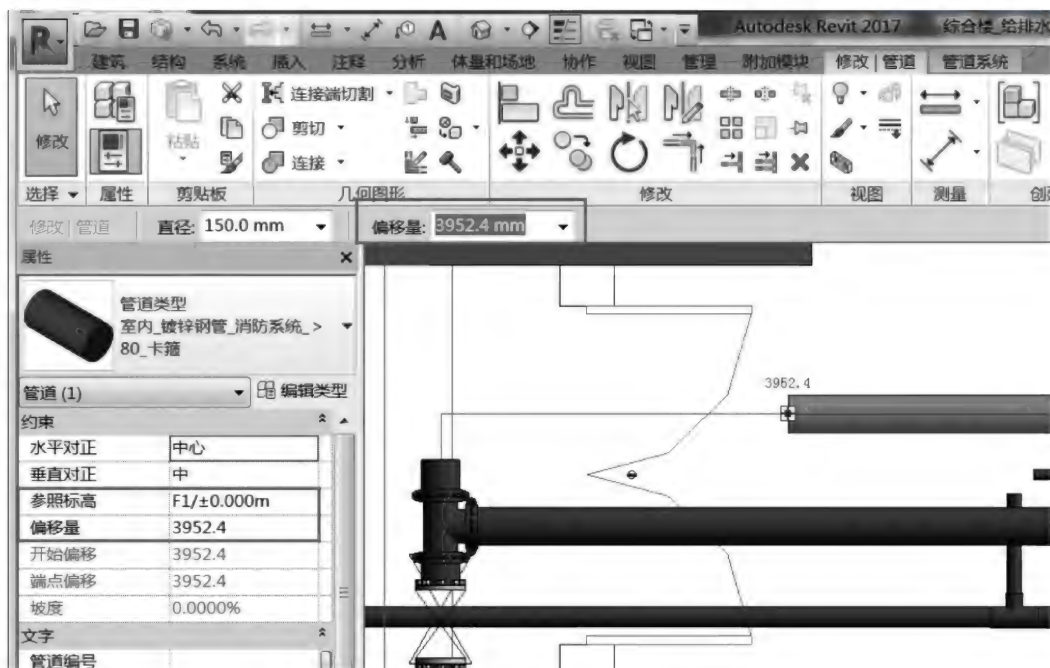 Autodesk Revit 2017 综合楼_给排水
建筑 结构 系统 插入 注释 分析 体量和场地 协作 视图 管理 附加模块 修改 | 管道 管道系统
修改
粘贴
连接端切割
剪切
连接
选择 属性 剪贴板 几何图形 修改 视图 测量
修改 | 管道 直径: 150.0 mm 偏移量: 3952.4 mm
属性
管道类型
室内_镀锌钢管_消防系统_>
80_卡箍
管道 (1) 编辑类型
约束
水平对正 中心
垂直对正 中
参照标高 F1/±0.000m
偏移量 3952.4
开始偏移 3952.4
端点偏移 3952.4
坡度 0.0000%
文字
管道编号
3952.4